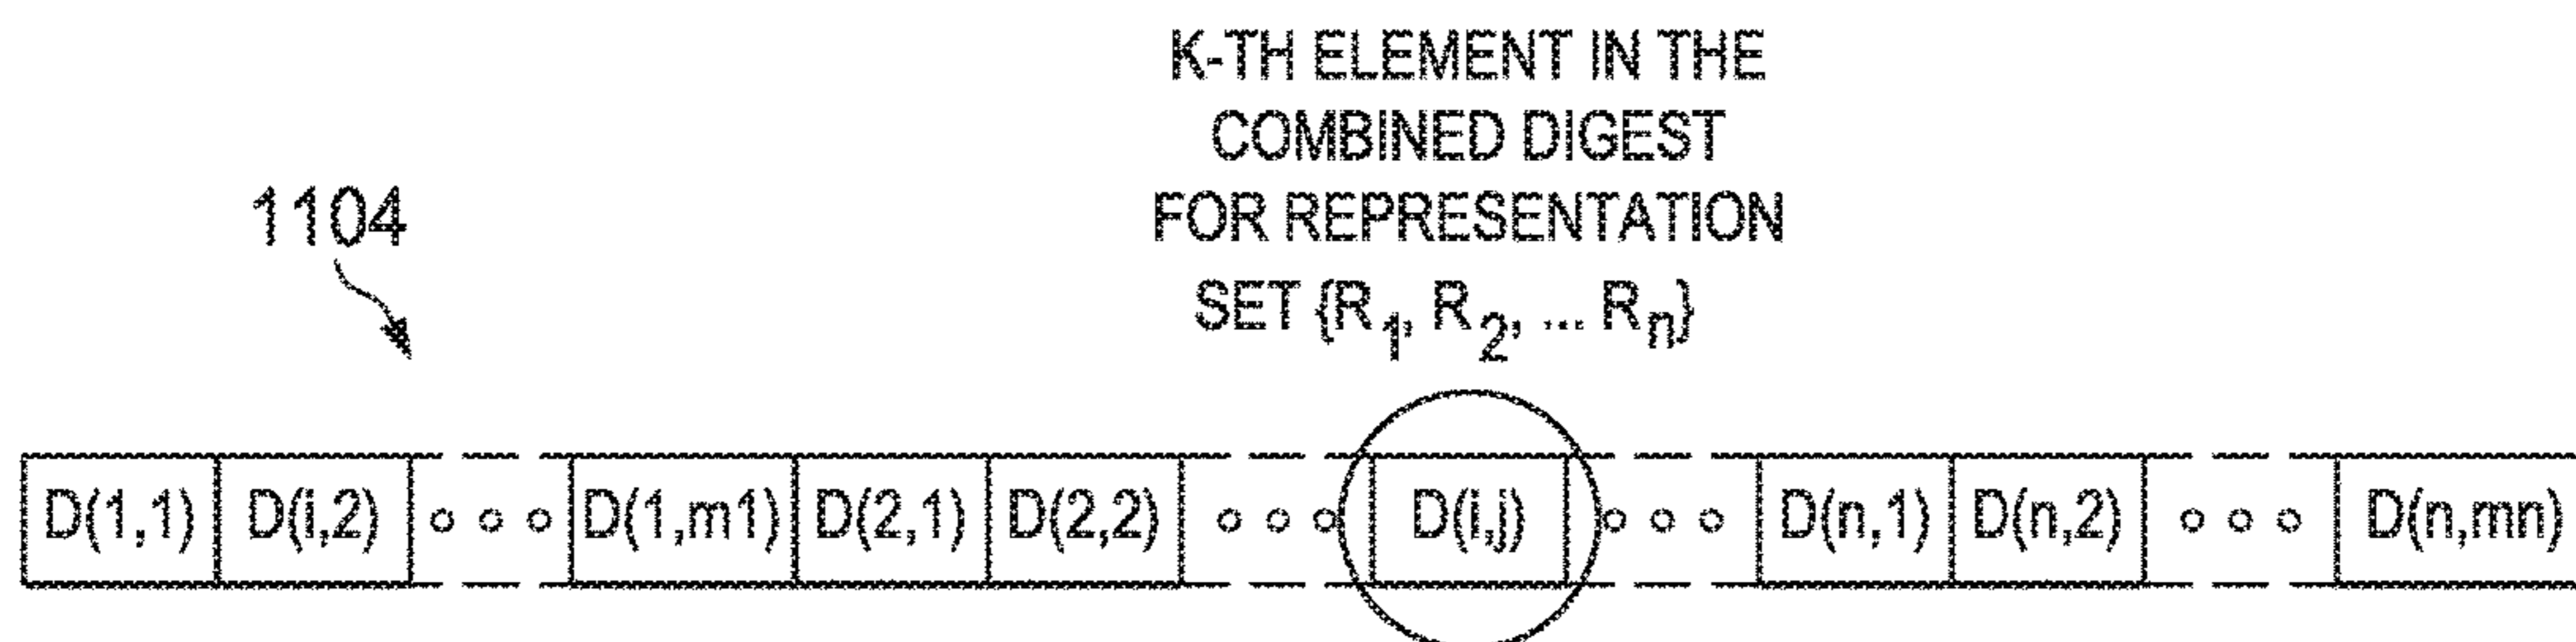 K-TH ELEMENT IN THE
COMBINED DIGEST
FOR REPRESENTATION
SET {R1, R2, ... Rn}
1104
D(1,1) D(i,2) ∘ ∘ ∘ D(1,m1) D(2,1) D(2,2) ∘ ∘ ∘ D(i,j) ∘ ∘ ∘ D(n,1) D(n,2) ∘ ∘ ∘ D(n,mn)